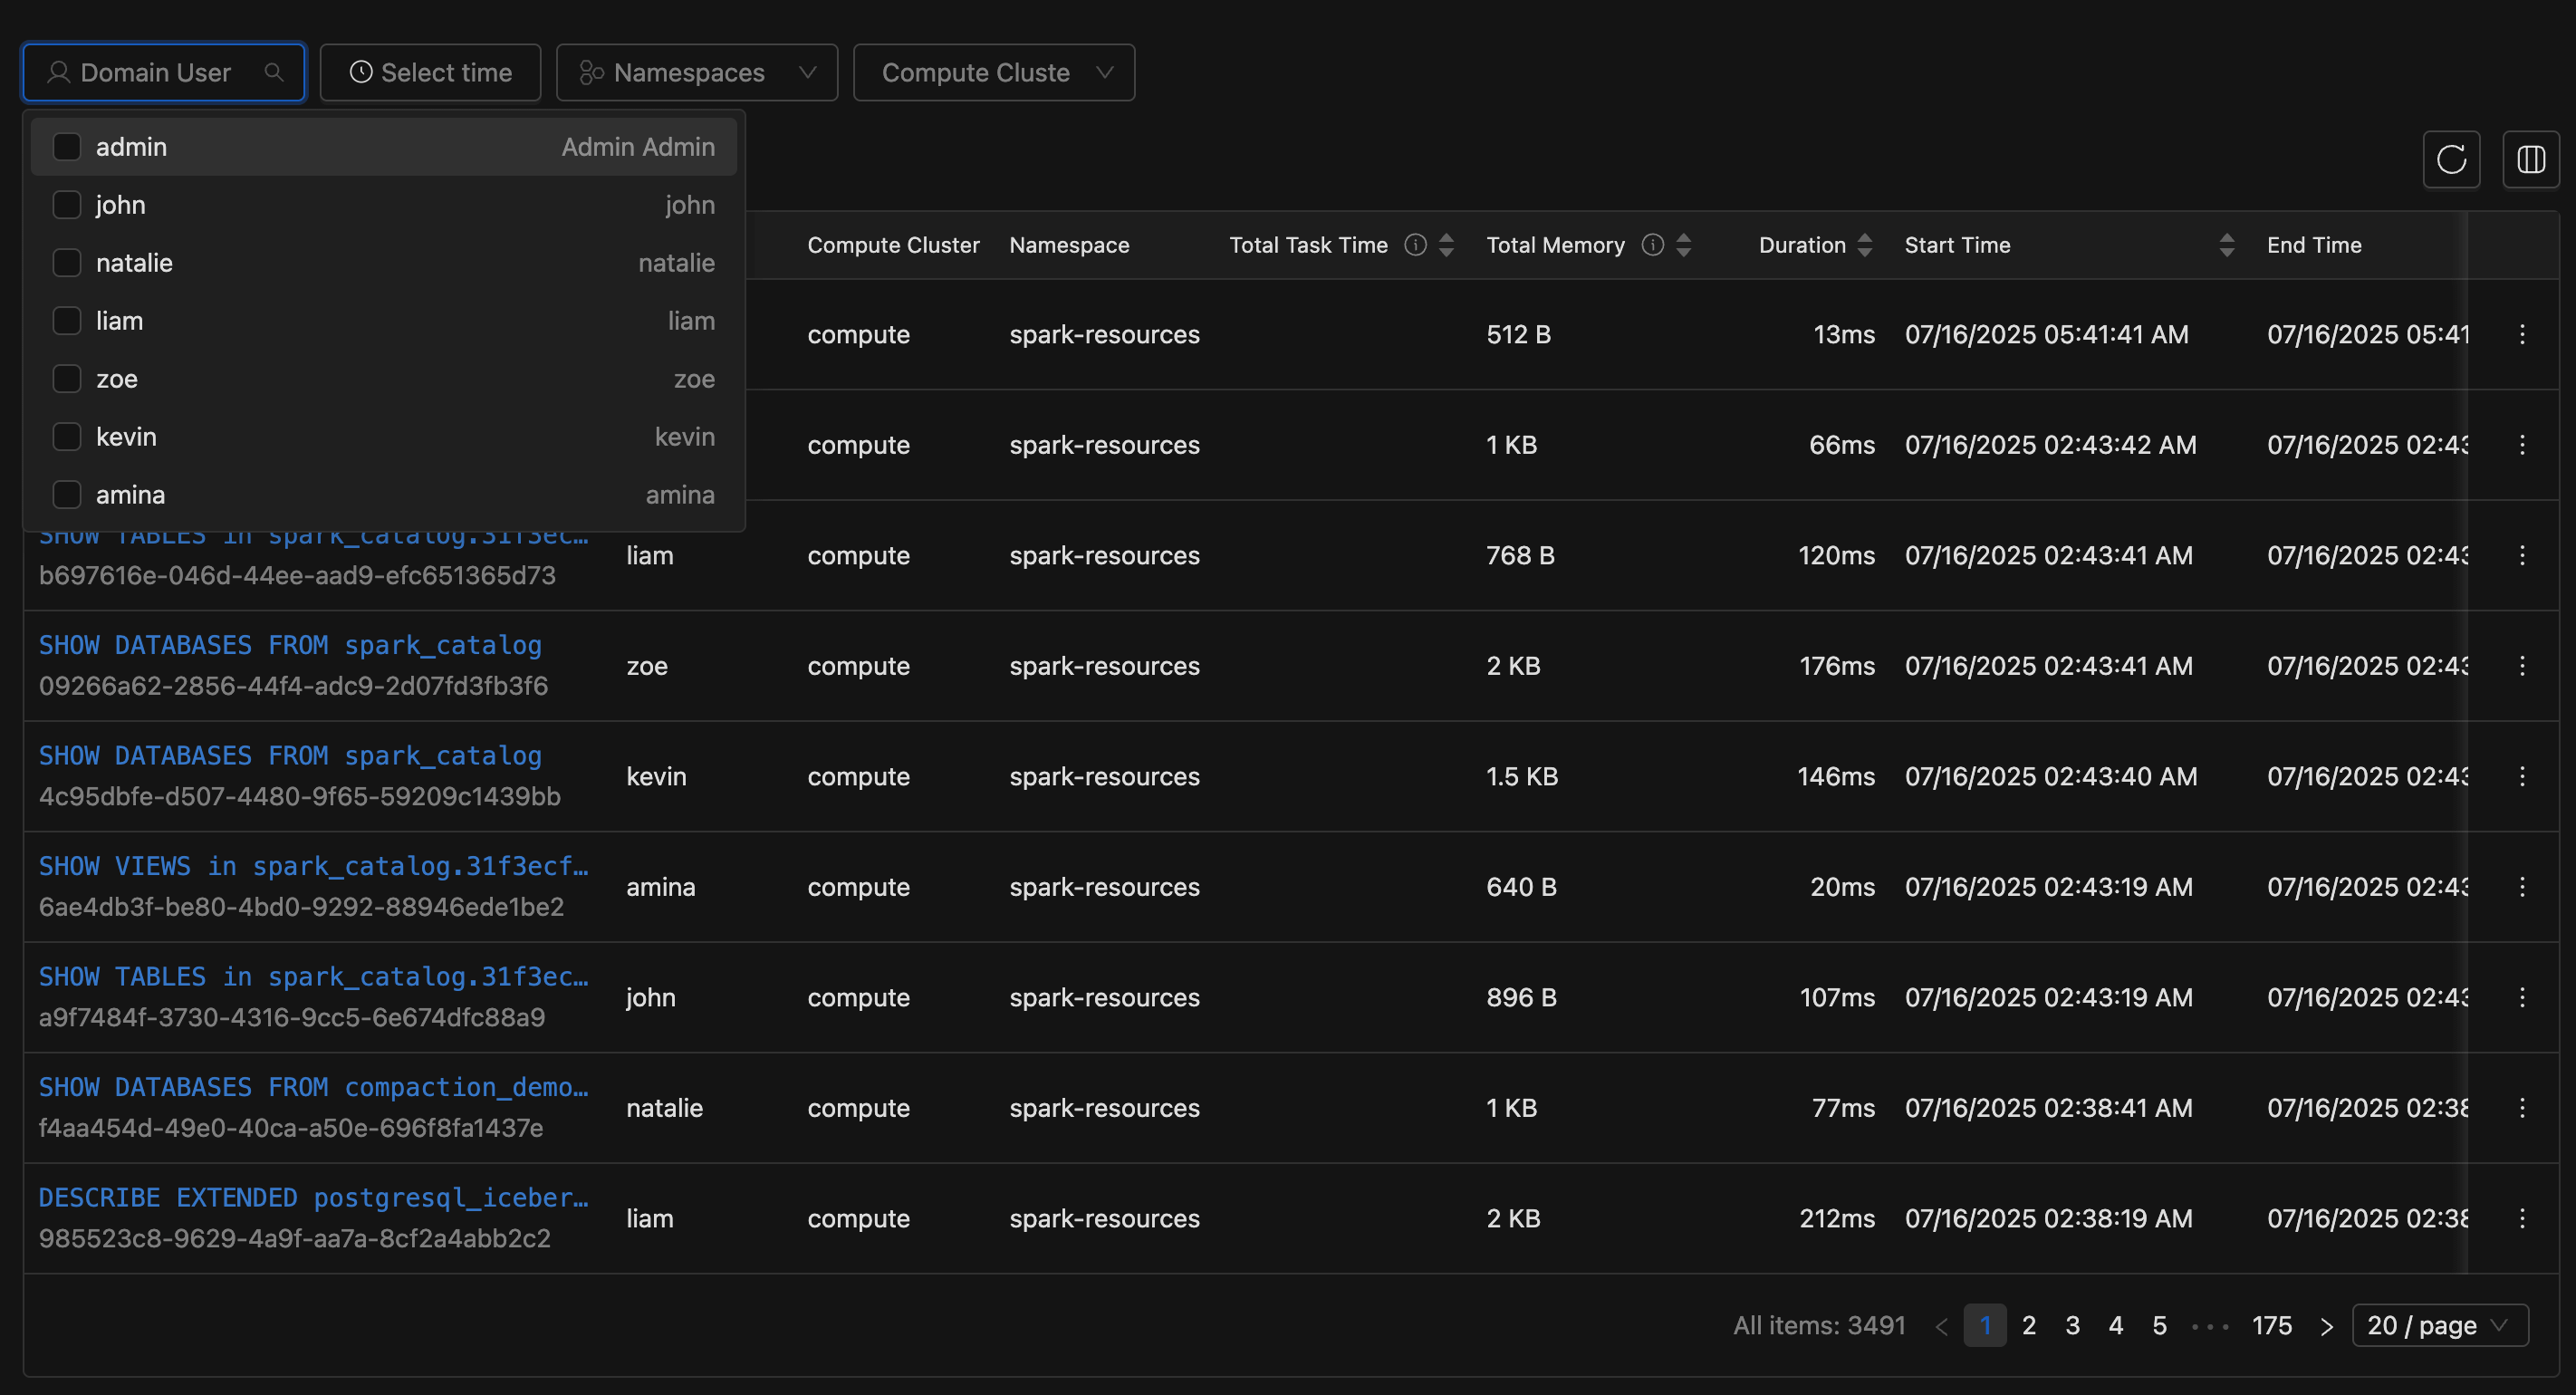 Domain User Select time Namespaces Compute Cluste
admin Admin Admin
john john
natalie natalie
liam liam
zoe zoe
kevin kevin
amina amina
Compute Cluster Namespace Total Task Time Total Memory Duration Start Time End Time
compute spark-resources 512 B 13ms 07/16/2025 05:41:41 AM 07/16/2025 05:41
compute spark-resources 1 KB 66ms 07/16/2025 02:43:42 AM 07/16/2025 02:43
SHOW TABLES in spark_catalog.31f3ec…
b697616e-046d-44ee-aad9-efc651365d73
liam compute spark-resources 768 B 120ms 07/16/2025 02:43:41 AM 07/16/2025 02:43
SHOW DATABASES FROM spark_catalog
09266a62-2856-44f4-adc9-2d07fd3fb3f6
zoe compute spark-resources 2 KB 176ms 07/16/2025 02:43:41 AM 07/16/2025 02:43
SHOW DATABASES FROM spark_catalog
4c95dbfe-d507-4480-9f65-59209c1439bb
kevin compute spark-resources 1.5 KB 146ms 07/16/2025 02:43:40 AM 07/16/2025 02:43
SHOW VIEWS in spark_catalog.31f3ecf…
6ae4db3f-be80-4bd0-9292-88946ede1be2
amina compute spark-resources 640 B 20ms 07/16/2025 02:43:19 AM 07/16/2025 02:43
SHOW TABLES in spark_catalog.31f3ec…
a9f7484f-3730-4316-9cc5-6e674dfc88a9
john compute spark-resources 896 B 107ms 07/16/2025 02:43:19 AM 07/16/2025 02:43
SHOW DATABASES FROM compaction_demo…
f4aa454d-49e0-40ca-a50e-696f8fa1437e
natalie compute spark-resources 1 KB 77ms 07/16/2025 02:38:41 AM 07/16/2025 02:38
DESCRIBE EXTENDED postgresql_iceber…
985523c8-9629-4a9f-aa7a-8cf2a4abb2c2
liam compute spark-resources 2 KB 212ms 07/16/2025 02:38:19 AM 07/16/2025 02:38
All items: 3491 < 1 2 3 4 5 ••• 175 > 20 / page